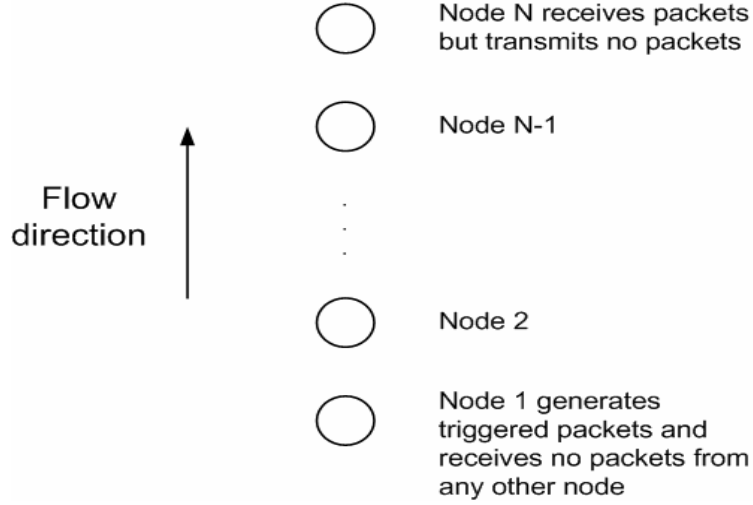 Node N receives packets
but transmits no packets
Node N-1
Flow
direction
Node 2
Node 1 generates
triggered packets and
receives no packets from
any other node